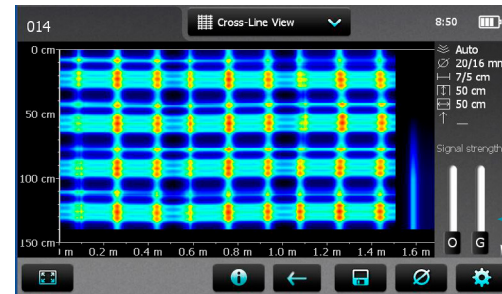 014
Cross-Line View
8:50
0 cm
50 cm
100 cm
150 cm
m 0.2 m 0.4 m 0.6 m 0.8 m 1.0 m 1.2 m 1.4 m 1.6 m
Auto
20/16 mm
7/5 cm
50 cm
50 cm
Signal strength
O G